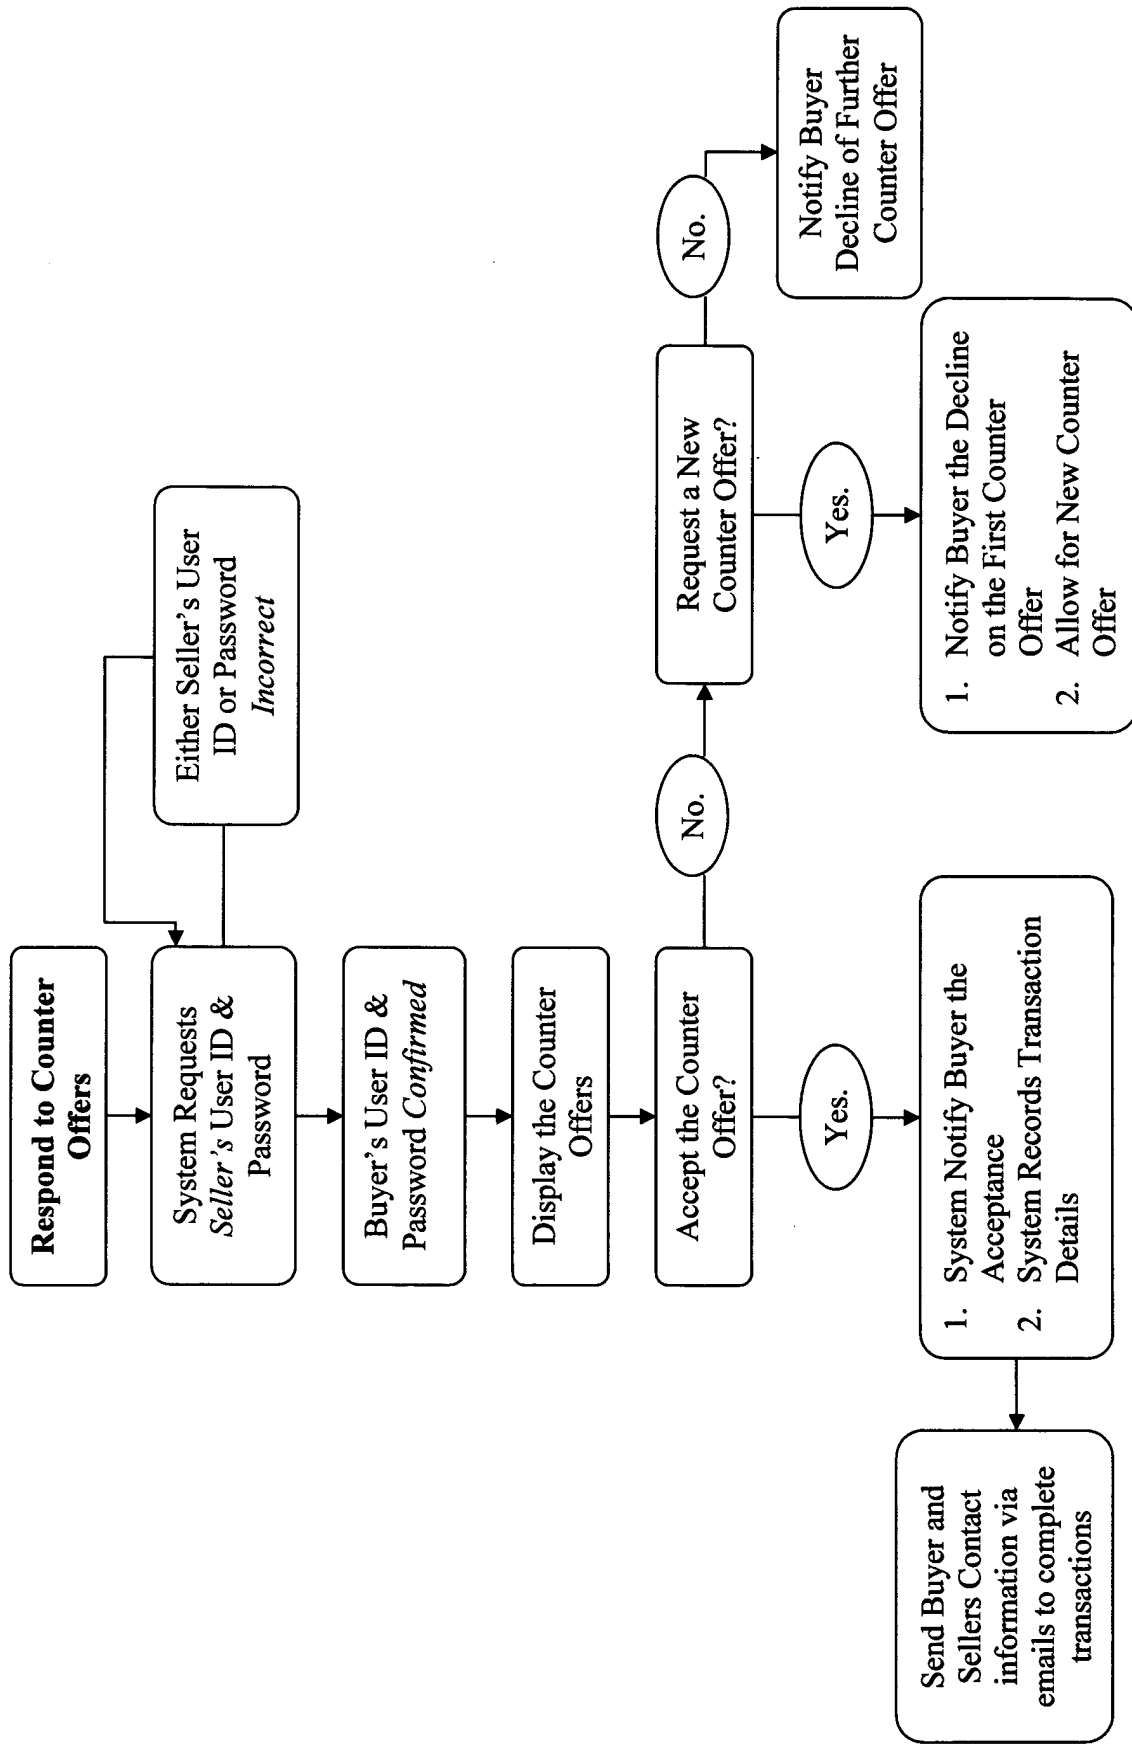 Respond to Counter
Offers
System Requests
Seller's User ID &
Password
Either Seller's User
ID or Password
Incorrect
Buyer's User ID &
Password Confirmed
Display the Counter
Offers
Accept the Counter
Offer?
No.
Request a New
Counter Offer?
No.
Notify Buyer
Decline of Further
Counter Offer
Yes.
Yes.
1. System Notify Buyer the
Acceptance
2. System Records Transaction
Details
1. Notify Buyer the Decline
on the First Counter
Offer
2. Allow for New Counter
Offer
Send Buyer and
Sellers Contact
information via
emails to complete
transactions